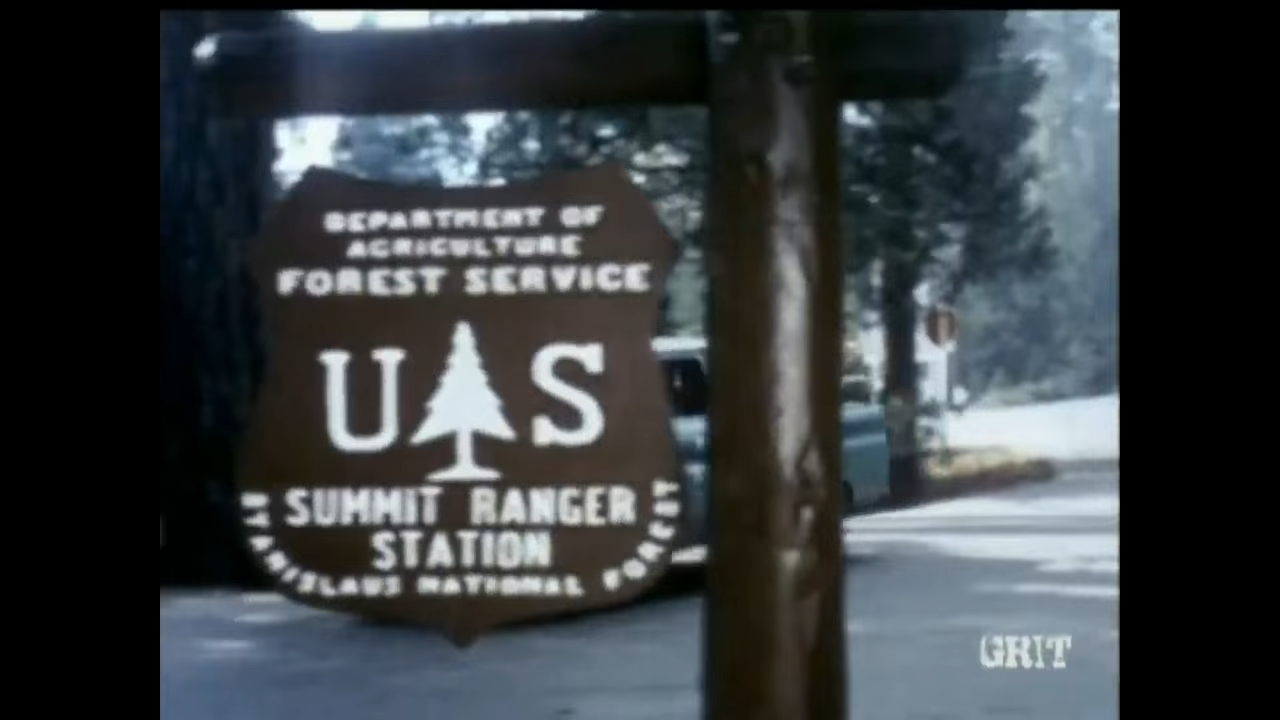 DEPARTMENT OF
AGRICULTURE
FOREST SERVICE
U S
SUMMIT RANGER
STATION
STANISLAUS NATIONAL FOREST
GRIT